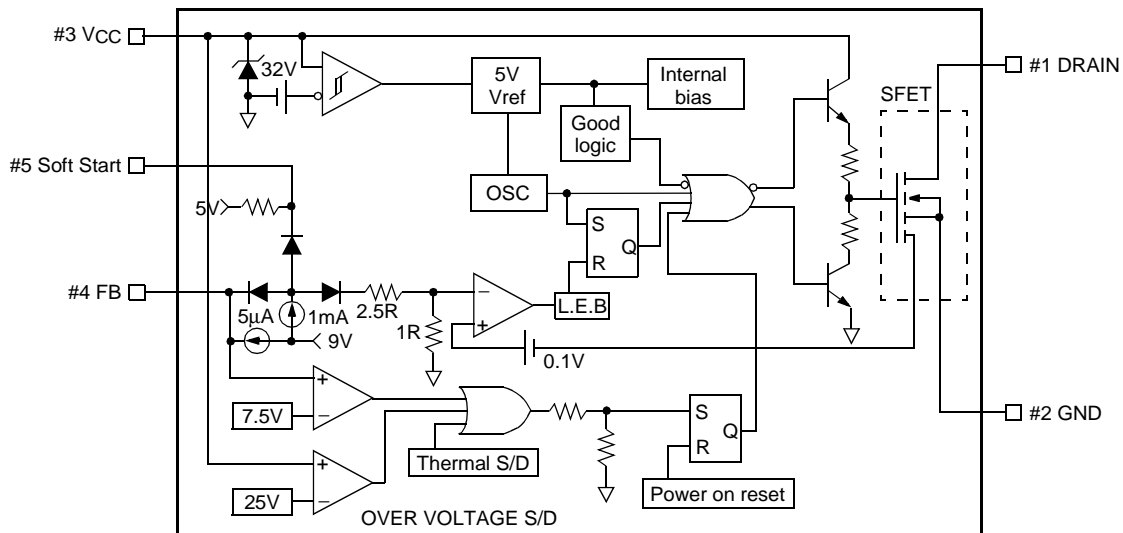 #3 VCC
32V
5V
Vref
Internal
bias
#1 DRAIN
SFET
Good
logic
#5 Soft Start
5V
OSC
S
R
Q
#4 FB
5μA
1mA
9V
2.5R
1R
−
+
L.E.B
0.1V
+
−
7.5V
Thermal S/D
S
R
Q
#2 GND
+
−
25V
Power on reset
OVER VOLTAGE S/D